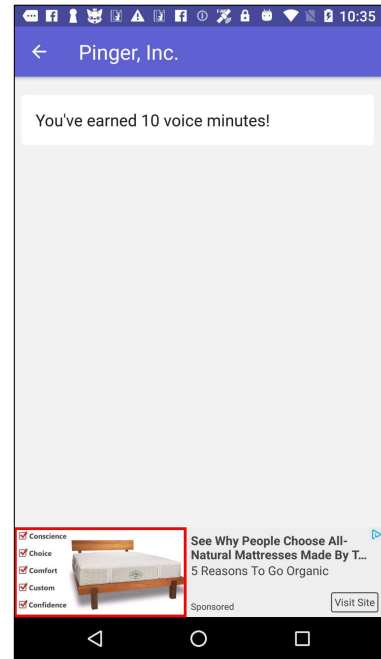 10:35
Pinger, Inc.
You've earned 10 voice minutes!
Conscience
Choice
Comfort
Custom
Confidence
See Why People Choose All-
Natural Mattresses Made By T...
5 Reasons To Go Organic
Sponsored
Visit Site